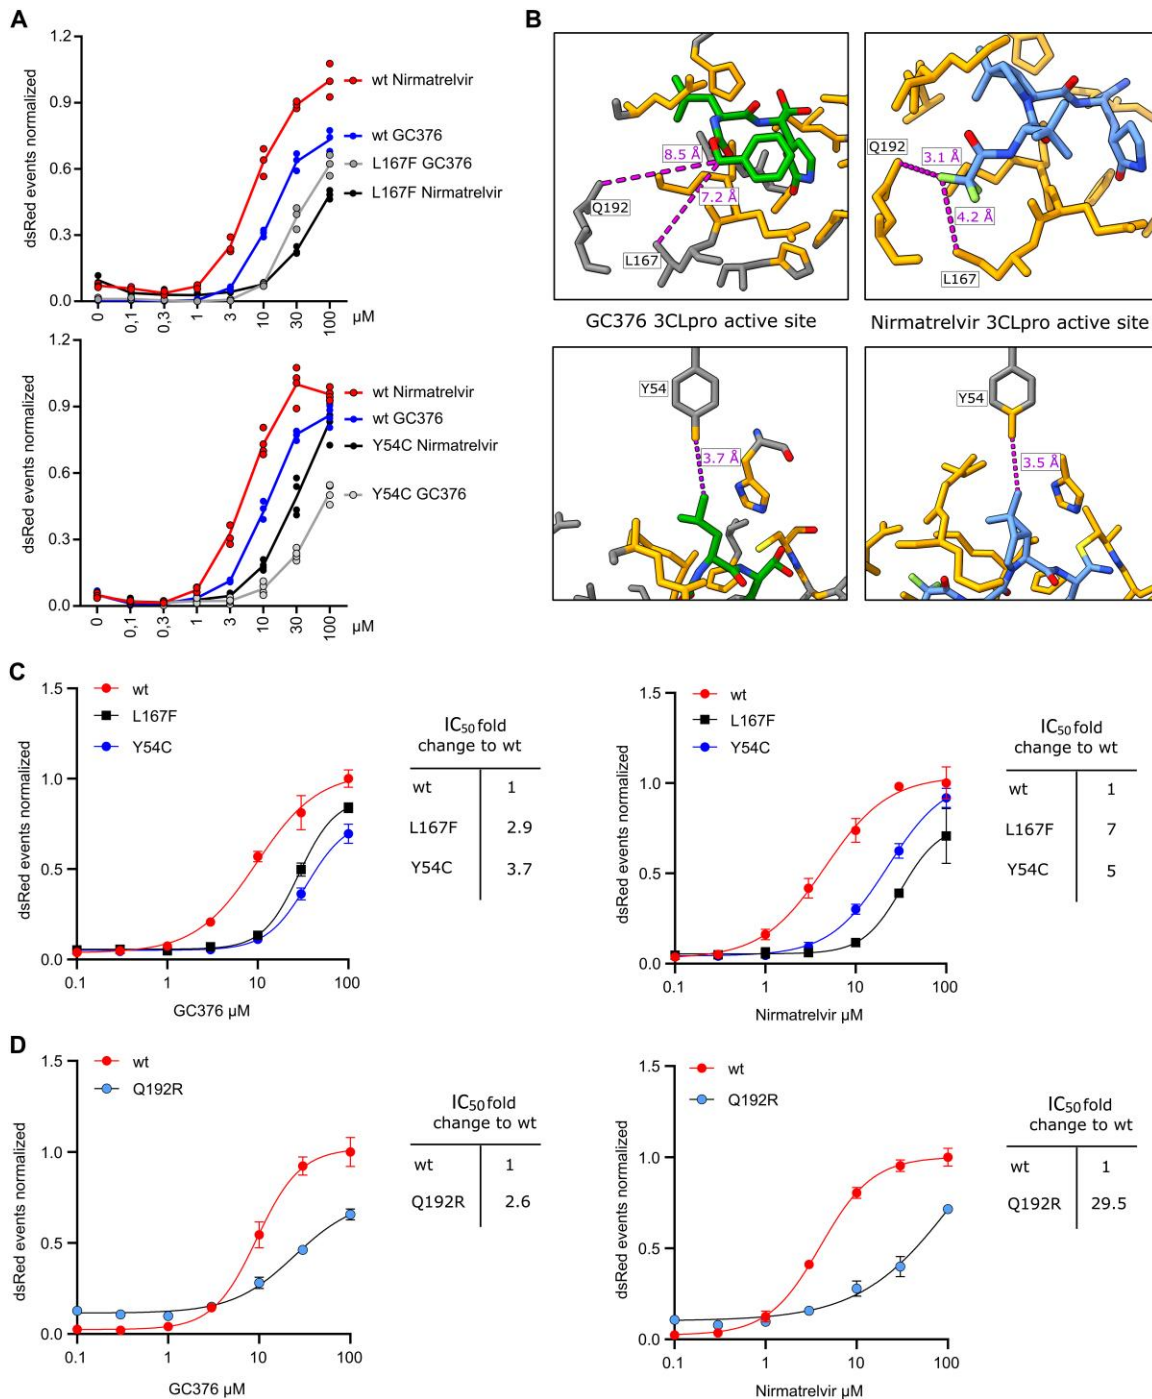 A
1.2
0.9
0.6
0.3
0.0
dsRed events normalized
0
0,1
0,3
1
3
10
30
100
µM
wt Nirmatrelvir
wt GC376
L167F GC376
L167F Nirmatrelvir
1.2
0.9
0.6
0.3
0.0
dsRed events normalized
0
0,1
0,3
1
3
10
30
100
µM
wt Nirmatrelvir
wt GC376
Y54C Nirmatrelvir
Y54C GC376
B
8.5 Å
7.2 Å
Q192
L167
GC376 3CLpro active site
Q192
3.1 Å
4.2 Å
L167
Nirmatrelvir 3CLpro active site
Y54
3.7 Å
Y54
3.5 Å
C
1.5
1.0
0.5
0.0
dsRed events normalized
wt
L167F
Y54C
0.1
1
10
100
GC376 µM
IC50 fold
change to wt
wt 1
L167F 2.9
Y54C 3.7
1.5
1.0
0.5
0.0
dsRed events normalized
wt
L167F
Y54C
0.1
1
10
100
Nirmatrelvir µM
IC50 fold
change to wt
wt 1
L167F 7
Y54C 5
D
1.5
1.0
0.5
0.0
dsRed events normalized
wt
Q192R
0.1
1
10
100
GC376 µM
IC50 fold
change to wt
wt 1
Q192R 2.6
1.5
1.0
0.5
0.0
dsRed events normalized
wt
Q192R
0.1
1
10
100
Nirmatrelvir µM
IC50 fold
change to wt
wt 1
Q192R 29.5